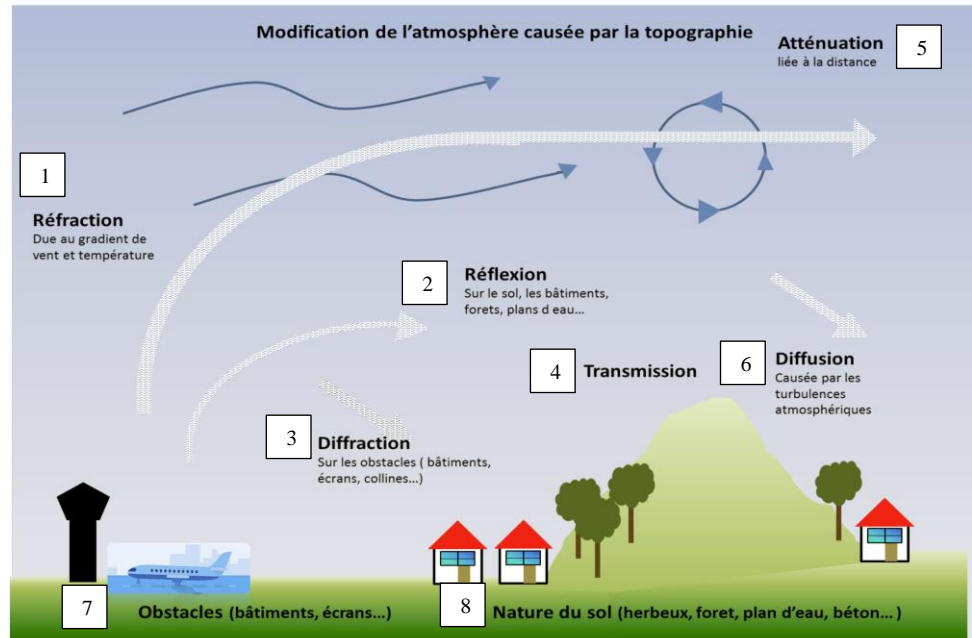 Modification de l'atmosphère causée par la topographie
Atténuation
liée à la distance
5
1
Réfraction
Due au gradient de
vent et température
2
Réflexion
Sur le sol, les bâtiments,
forets, plans d eau...
4
Transmission
6
Diffusion
Causée par les
turbulences
atmosphériques
3
Diffraction
Sur les obstacles ( bâtiments,
écrans, collines...)
7
Obstacles (bâtiments, écrans...)
8
Nature du sol (herbeux, foret, plan d'eau, béton... )